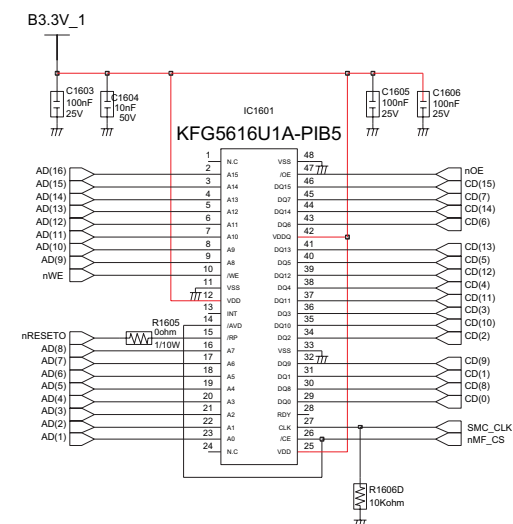 B3.3V_1
C1603
100nF
25V
C1604
10nF
50V
C1605
100nF
25V
C1606
100nF
25V
IC1601
KFG5616U1A-PIB5
1 N.C VSS 48
AD(16) 2 A15 /OE 47 nOE
AD(15) 3 A14 DQ15 46 CD(15)
AD(14) 4 A13 DQ7 45 CD(7)
AD(13) 5 A12 DQ14 44 CD(14)
AD(12) 6 A11 DQ6 43 CD(6)
AD(11) 7 A10 VDDQ 42
AD(10) 8 A9 DQ13 41 CD(13)
AD(9) 9 A8 DQ5 40 CD(5)
nWE 10 /WE DQ12 39 CD(12)
11 VSS DQ4 38 CD(4)
12 VDD DQ11 37 CD(11)
13 INT DQ3 36 CD(3)
14 /AVD DQ10 35 CD(10)
R1605
0ohm
1/10W
nRESETO 15 /RP DQ2 34 CD(2)
AD(8) 16 A7 VSS 33
AD(7) 17 A6 DQ9 32 CD(9)
AD(6) 18 A5 DQ1 31 CD(1)
AD(5) 19 A4 DQ8 30 CD(8)
AD(4) 20 A3 DQ0 29 CD(0)
AD(3) 21 A2 RDY 28
AD(2) 22 A1 CLK 27 SMC_CLK
AD(1) 23 A0 /CE 26 nMF_CS
24 N.C VDD 25
R1606D
10Kohm